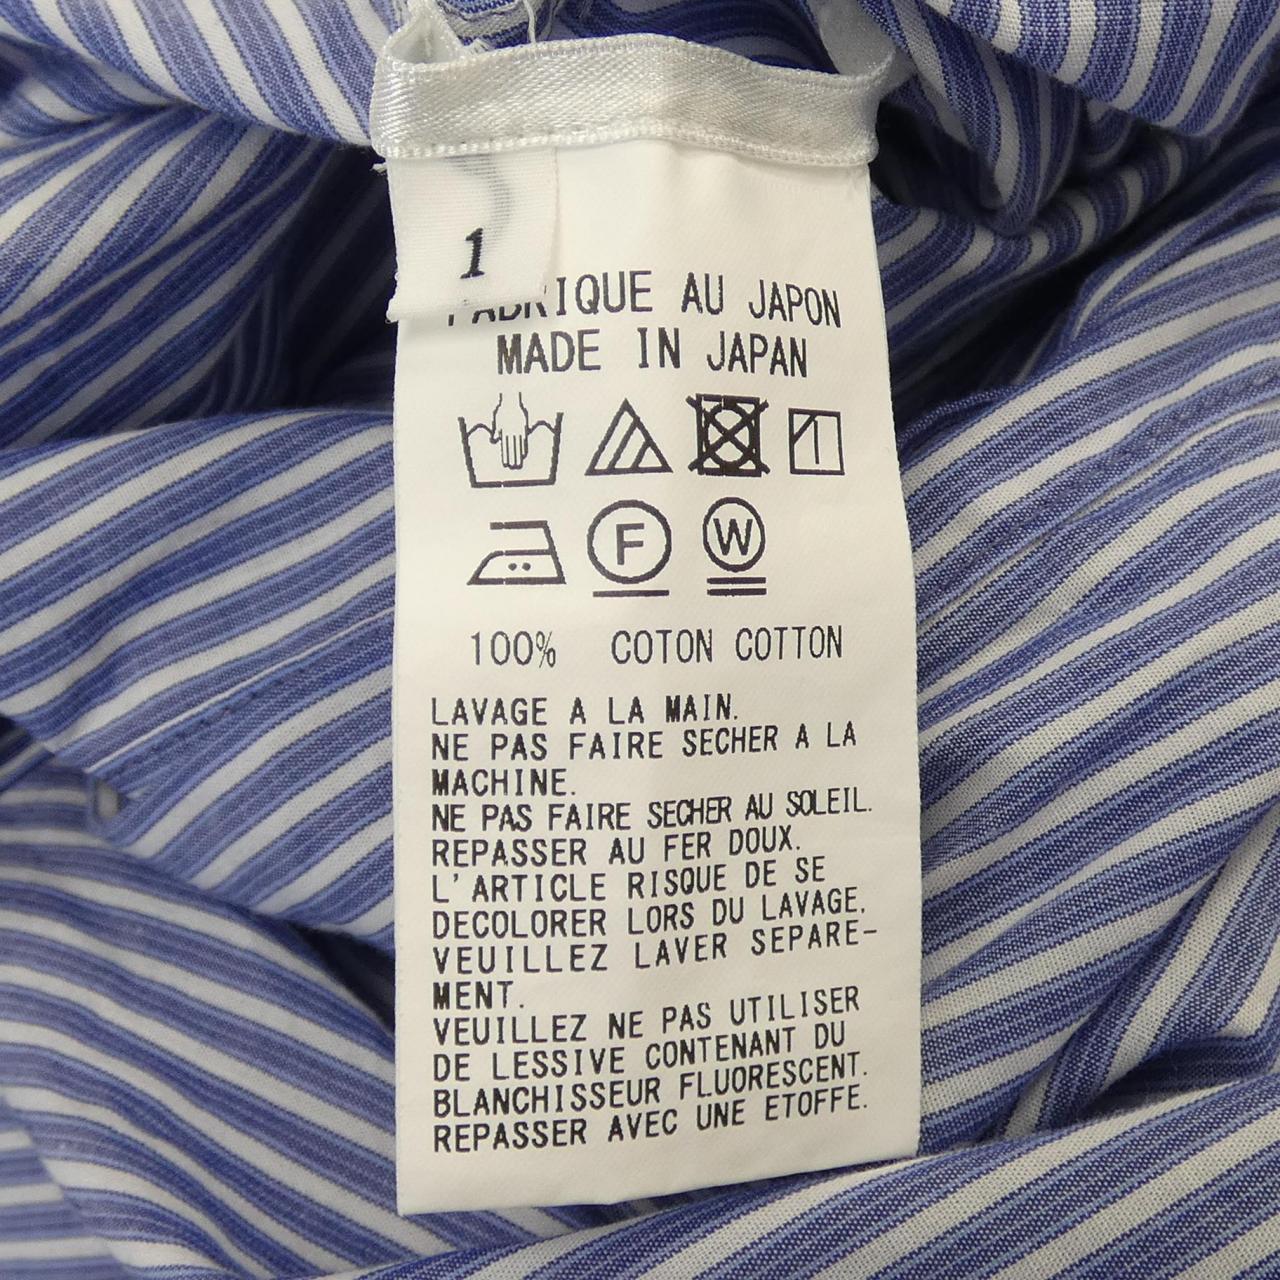 1
FABRIQUE AU JAPON
MADE IN JAPAN
F
W
100% COTON COTTON
LAVAGE A LA MAIN.
NE PAS FAIRE SECHER A LA
MACHINE.
NE PAS FAIRE SECHER AU SOLEIL.
REPASSER AU FER DOUX.
L'ARTICLE RISQUE DE SE
DECOLORER LORS DU LAVAGE.
VEUILLEZ LAVER SEPARE-
MENT.
VEUILLEZ NE PAS UTILISER
DE LESSIVE CONTENANT DU
BLANCHISSEUR FLUORESCENT.
REPASSER AVEC UNE ETOFFE.